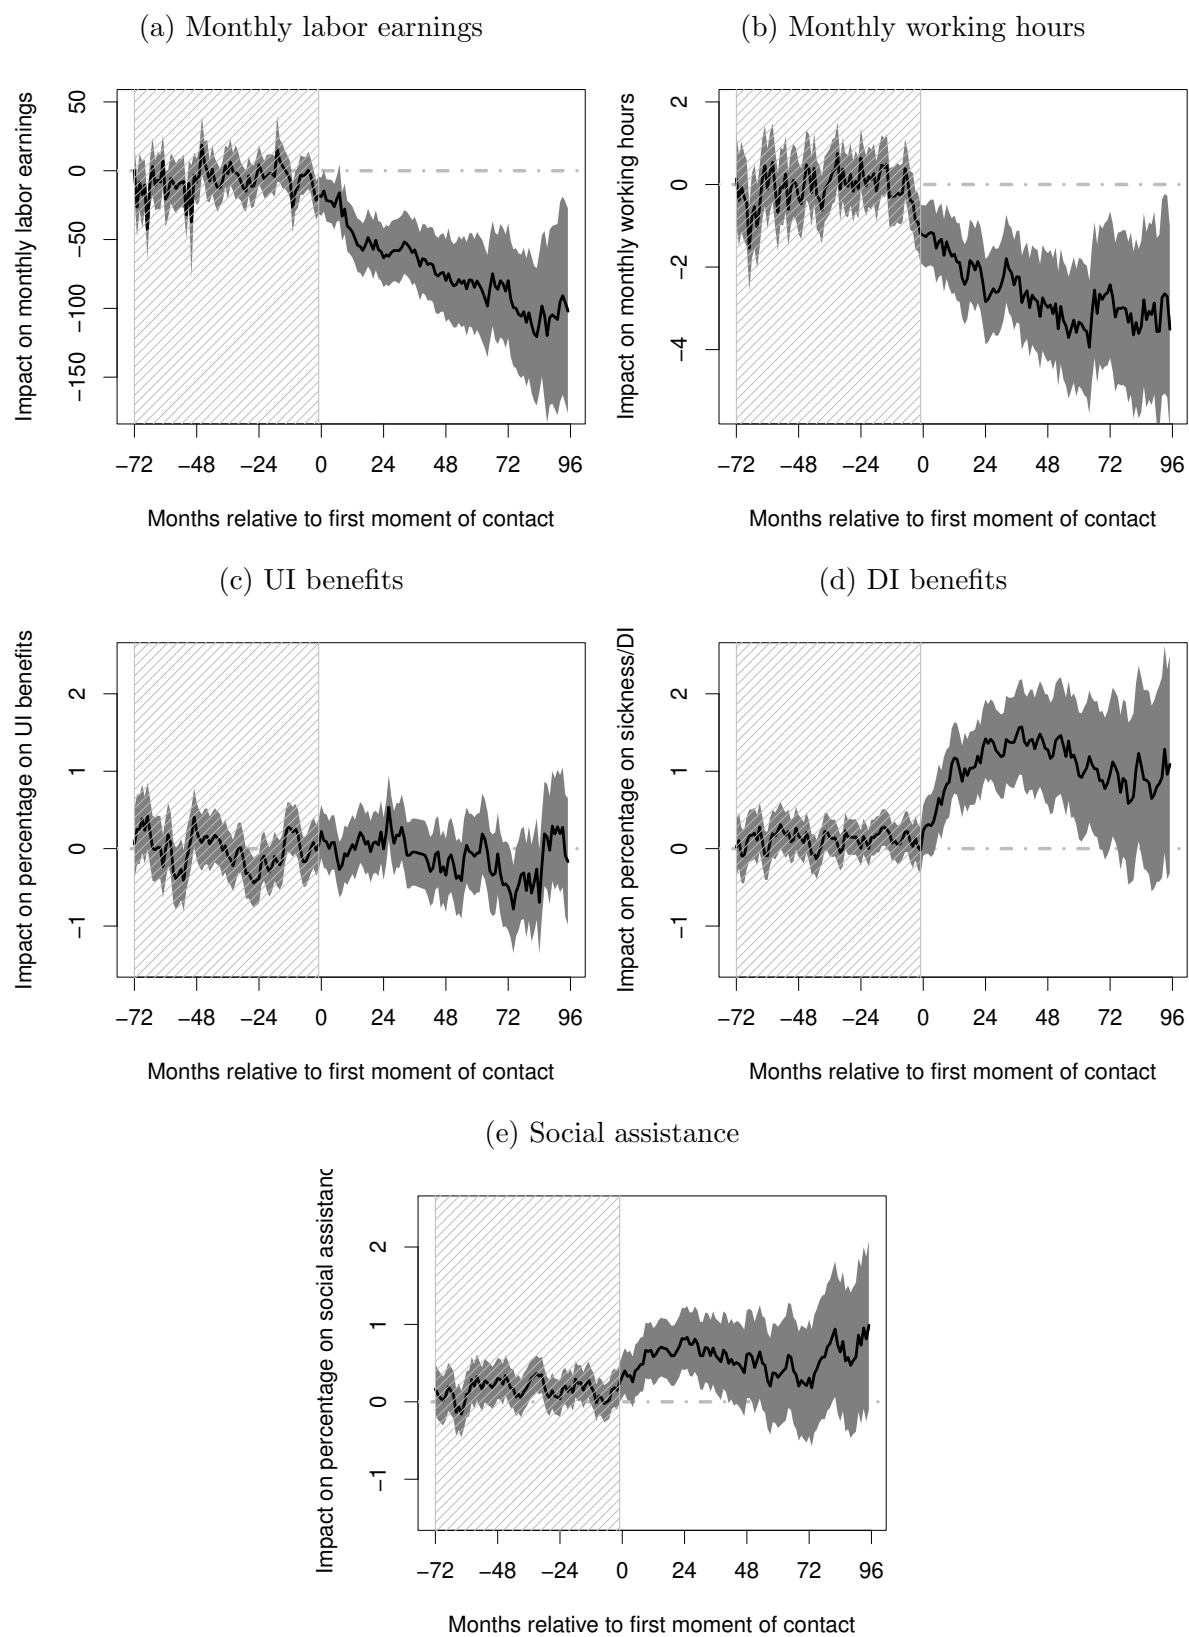 (a) Monthly labor earnings
Impact on monthly labor earnings
50
0
−50
−100
−150
−72 −48 −24 0 24 48 72 96
Months relative to first moment of contact
(b) Monthly working hours
Impact on monthly working hours
2
0
−2
−4
−72 −48 −24 0 24 48 72 96
Months relative to first moment of contact
(c) UI benefits
Impact on percentage on UI benefits
2
1
0
−1
−72 −48 −24 0 24 48 72 96
Months relative to first moment of contact
(d) DI benefits
Impact on percentage on sickness/DI
2
1
0
−1
−72 −48 −24 0 24 48 72 96
Months relative to first moment of contact
(e) Social assistance
Impact on percentage on social assistanc
2
1
0
−1
−72 −48 −24 0 24 48 72 96
Months relative to first moment of contact